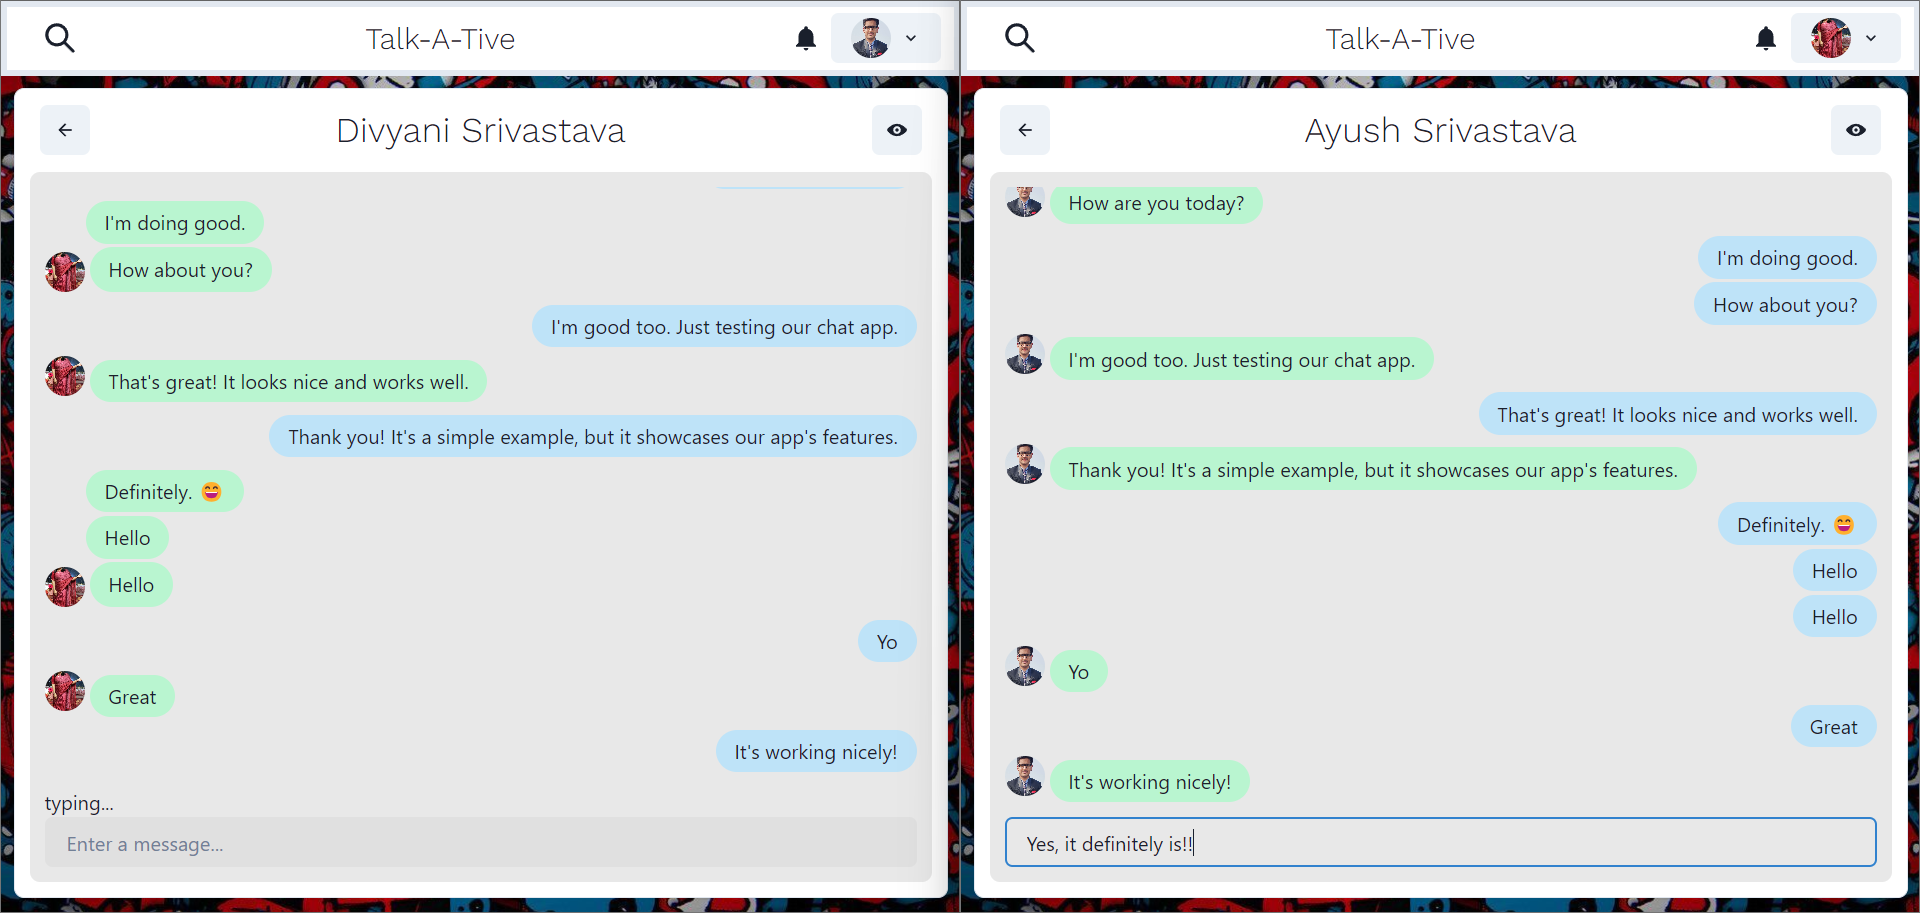 Talk-A-Tive
Divyani Srivastava
I'm doing good.
How about you?
I'm good too. Just testing our chat app.
That's great! It looks nice and works well.
Thank you! It's a simple example, but it showcases our app's features.
Definitely. 😄
Hello
Hello
Yo
Great
It's working nicely!
typing...
Enter a message...
Talk-A-Tive
Ayush Srivastava
How are you today?
I'm doing good.
How about you?
I'm good too. Just testing our chat app.
That's great! It looks nice and works well.
Thank you! It's a simple example, but it showcases our app's features.
Definitely. 😄
Hello
Hello
Yo
Great
It's working nicely!
Yes, it definitely is!!